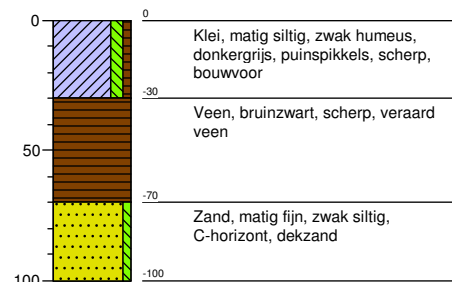 0
0
Klei, matig siltig, zwak humeus,
donkergrijs, puinspikkels, scherp,
bouwvoor
-30
Veen, bruinzwart, scherp, veraard
veen
50
-70
Zand, matig fijn, zwak siltig,
C-horizont, dekzand
100
-100